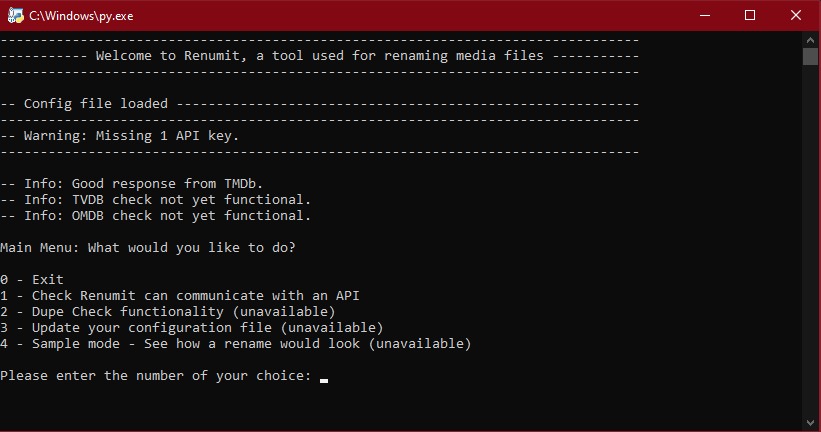 C:\Windows\py.exe
--------------------------------------------------------------------------------
----------- Welcome to Renumit, a tool used for renaming media files -----------
--------------------------------------------------------------------------------
-- Config file loaded ----------------------------------------------------------
--------------------------------------------------------------------------------
-- Warning: Missing 1 API key.
--------------------------------------------------------------------------------
-- Info: Good response from TMDb.
-- Info: TVDB check not yet functional.
-- Info: OMDB check not yet functional.
Main Menu: What would you like to do?
0 - Exit
1 - Check Renumit can communicate with an API
2 - Dupe Check functionality (unavailable)
3 - Update your configuration file (unavailable)
4 - Sample mode - See how a rename would look (unavailable)
Please enter the number of your choice: